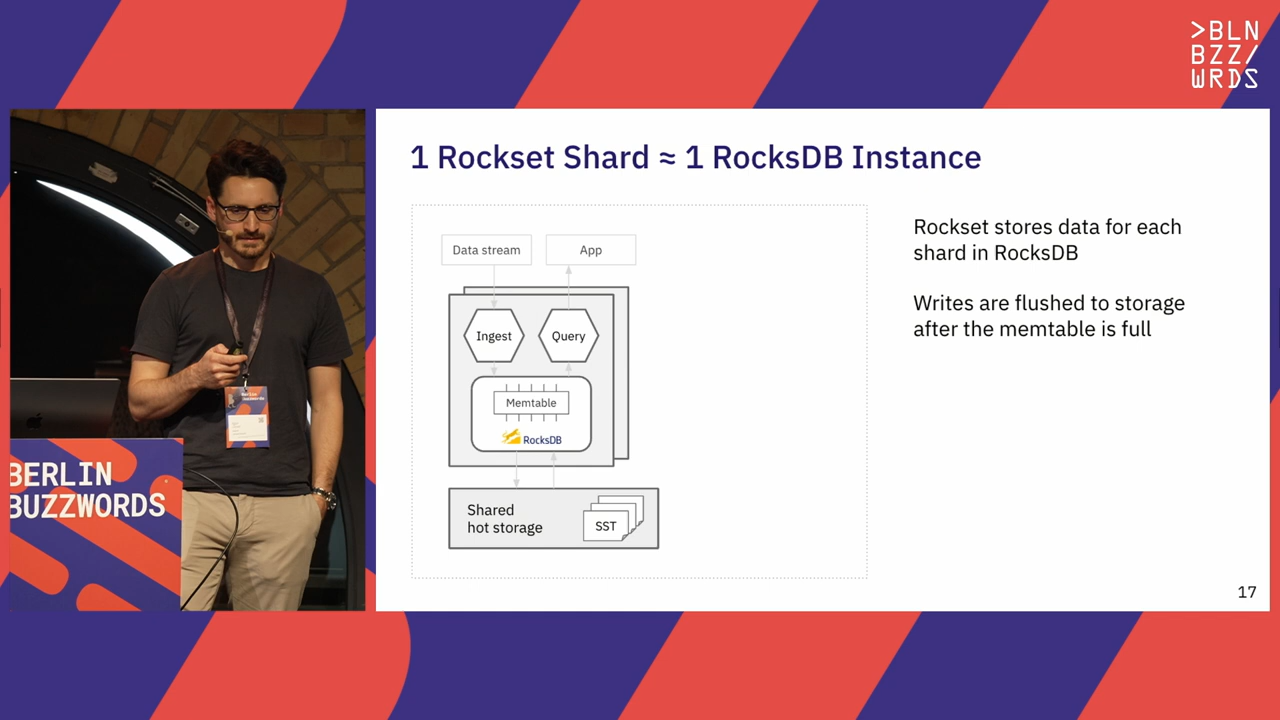 >BLN
BZZ/
WRDS
1 Rockset Shard ≈ 1 RocksDB Instance
Data stream
App
Ingest
Query
Memtable
RocksDB
Shared
hot storage
SST
Rockset stores data for each
shard in RocksDB
Writes are flushed to storage
after the memtable is full
17
BERLIN
BUZZWORDS